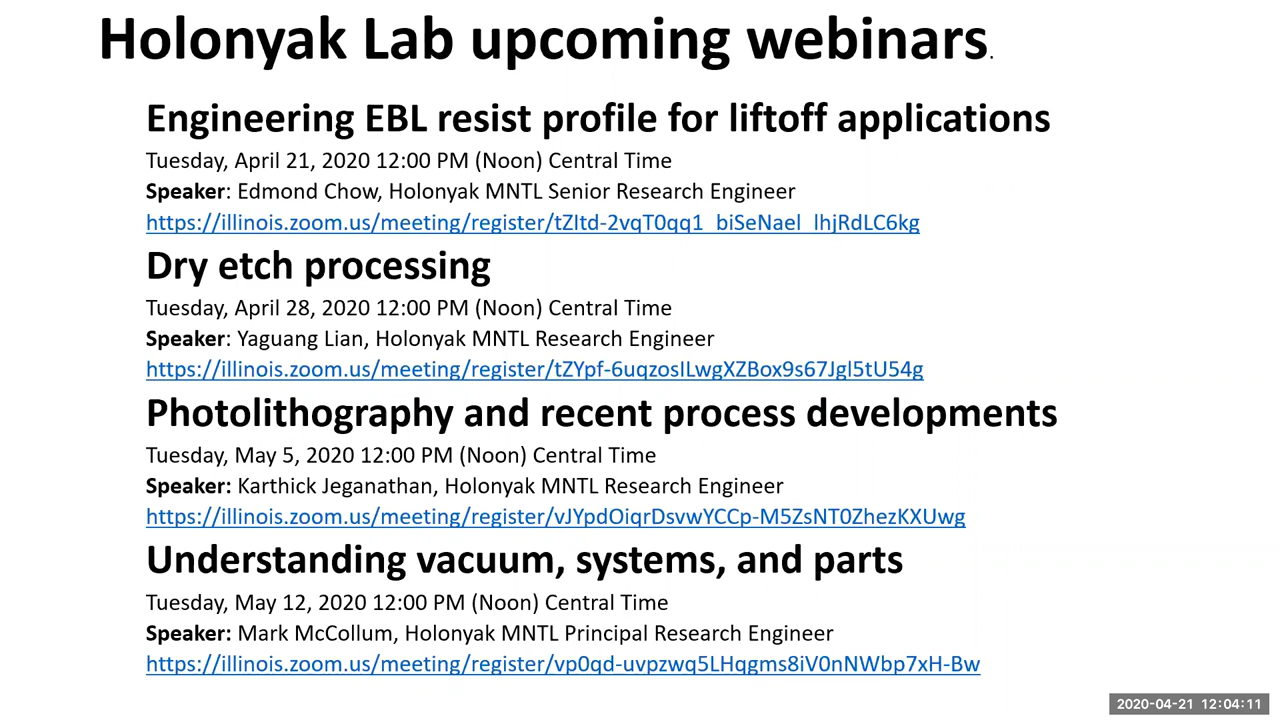 Holonyak Lab upcoming webinars.
Engineering EBL resist profile for liftoff applications
Tuesday, April 21, 2020 12:00 PM (Noon) Central Time
Speaker: Edmond Chow, Holonyak MNTL Senior Research Engineer
https://illinois.zoom.us/meeting/register/tZItd-2vqT0qq1_biSeNael_lhjRdLC6kg
Dry etch processing
Tuesday, April 28, 2020 12:00 PM (Noon) Central Time
Speaker: Yaguang Lian, Holonyak MNTL Research Engineer
https://illinois.zoom.us/meeting/register/tZYpf-6uqzosILwgXZBox9s67Jgl5tU54g
Photolithography and recent process developments
Tuesday, May 5, 2020 12:00 PM (Noon) Central Time
Speaker: Karthick Jeganathan, Holonyak MNTL Research Engineer
https://illinois.zoom.us/meeting/register/vJYpdOiqrDsvwYCCp-M5ZsNT0ZhezKXUwg
Understanding vacuum, systems, and parts
Tuesday, May 12, 2020 12:00 PM (Noon) Central Time
Speaker: Mark McCollum, Holonyak MNTL Principal Research Engineer
https://illinois.zoom.us/meeting/register/vp0qd-uvpzwq5LHqgms8iV0nNWbp7xH-Bw
2020-04-21 12:04:11